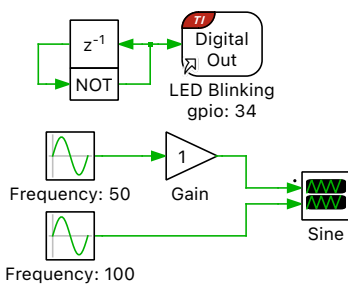 TI
z⁻¹
Digital
Out
NOT
LED Blinking
gpio: 34
1
Frequency: 50
Gain
Sine
Frequency: 100